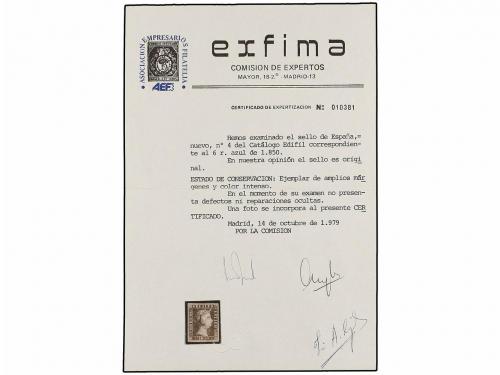 ASOCIACION EMPRESARIOS FILATELIA
AEF
exfima
COMISION DE EXPERTOS
MAYOR, 18-2.º - MADRID-13
CERTIFICADO DE EXPERTIZACION Nº 010381
Hemos examinado el sello de España,=
nuevo, nº 4 del Catálogo Edifil correspondien
te al 6 r. azul de 1.850.
En nuestra opinión el sello es origi
nal.
ESTADO DE CONSERVACION: Ejemplar de amplios már
genes y color intenso.
En el momento de su examen no presen
ta defectos ni reparaciones ocultas.
Una foto se incorpora al presente CER
TIFICADO.
Madrid, 14 de octubre de 1.979
POR LA COMISION